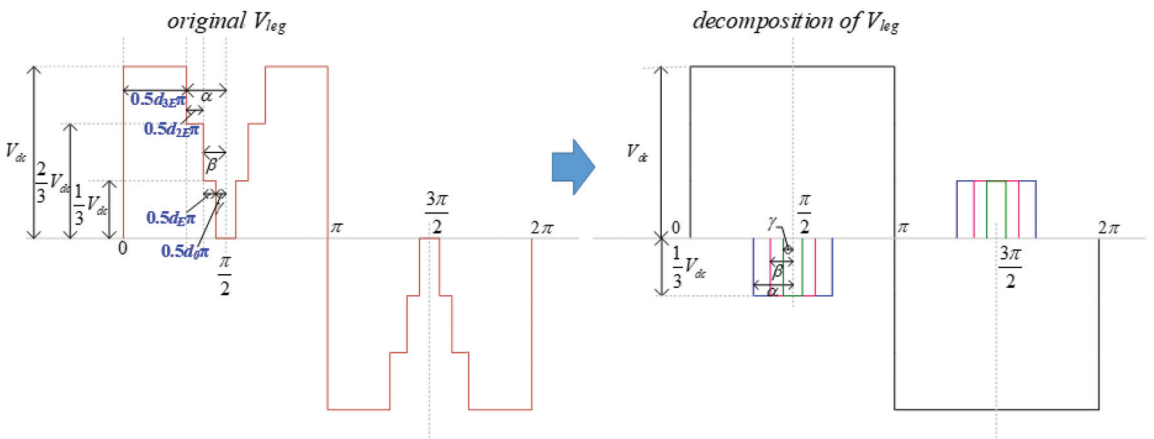 original V_leg
0.5d_3Eπ
α
0.5d_2Eπ
V_dc
2/3 V_dc
1/3 V_dc
β
0.5d_Eπ
γ
0.5d_0π
0
π/2
π
3π/2
2π
decomposition of V_leg
V_dc
0
π/2
π
2π
γ
1/3 V_dc
β
α
3π/2